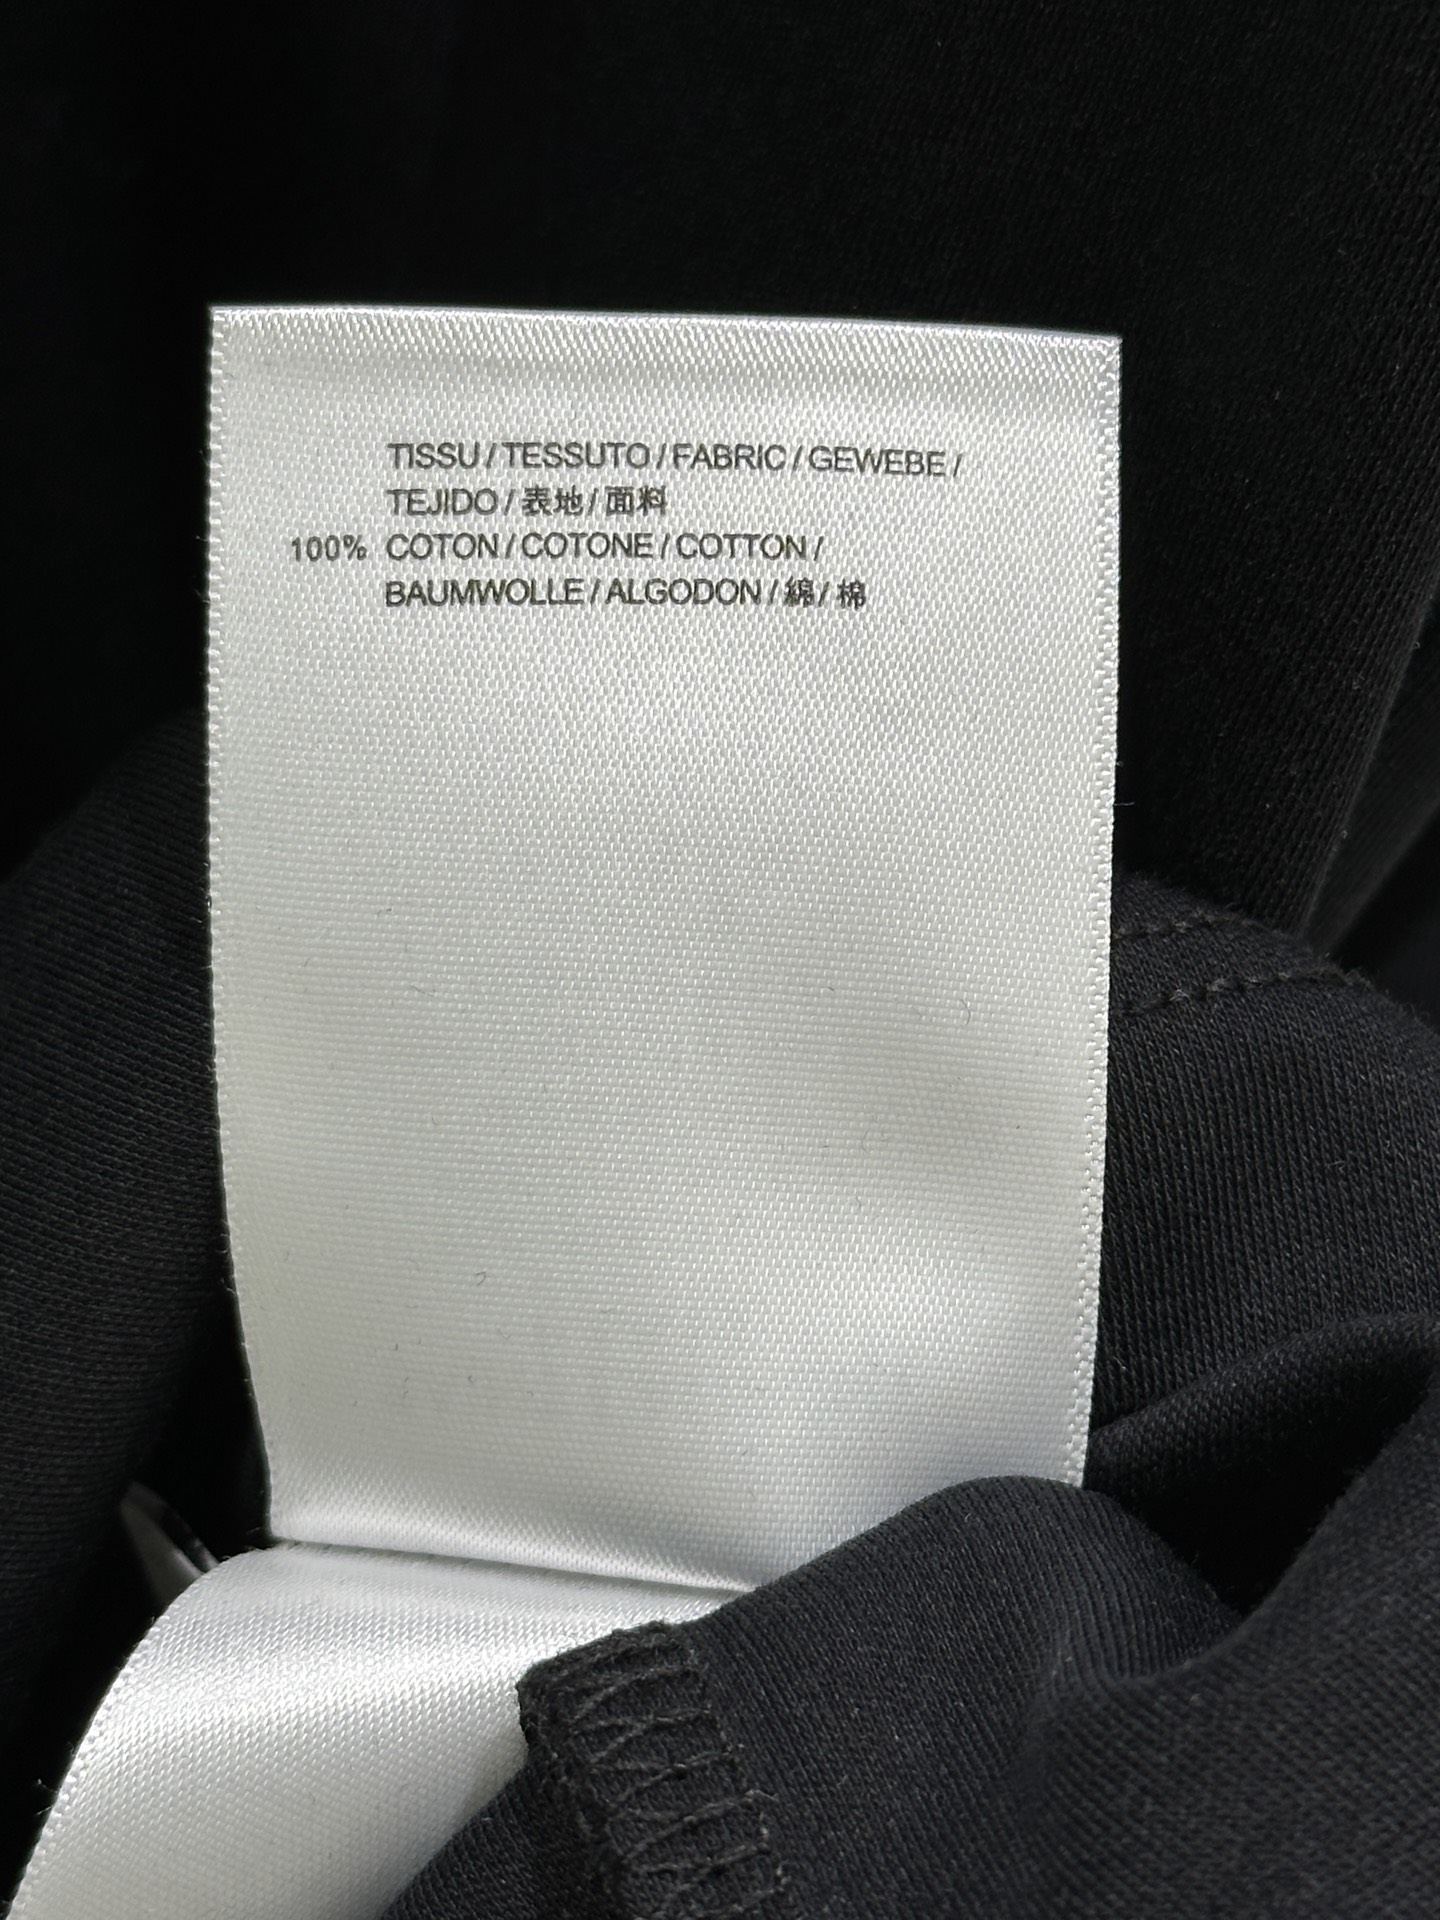 TISSU / TESSUTO / FABRIC / GEWEBE /
TEJIDO / 表地 / 面料
100% COTON / COTONE / COTTON /
BAUMWOLLE / ALGODON / 綿 / 棉